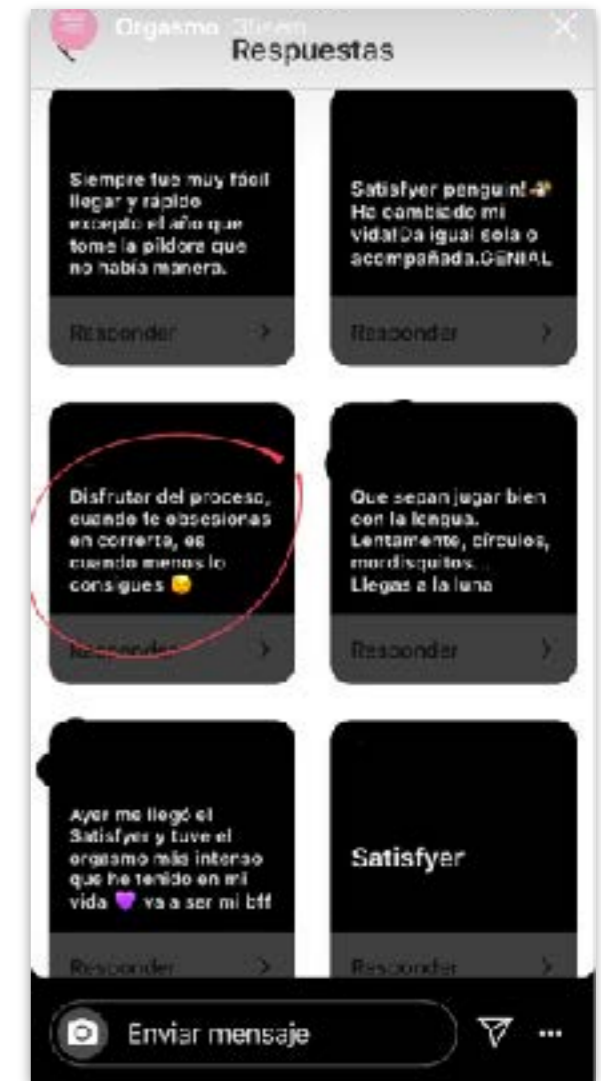 Orgasmo 35sem
Respuestas
Siempre fue muy fácil
llegar y rápido
excepto el año que
tome la píldora que
no había manera.
Responder
Satisfyer penguin!
Ha cambiado mi
vida!Da igual sola o
acompañada.GENIAL
Responder
Disfrutar del proceso,
cuando te obsesionas
en correrte, es
cuando menos lo
consigues 😔
Responder
Que sepan jugar bien
con la lengua.
Lentamente, círculos,
mordisquitos...
Llegas a la luna
Responder
Ayer me llegó el
Satisfyer y tuve el
orgasmo más intenso
que he tenido en mi
vida 💜 va a ser mi bff
Responder
Satisfyer
Responder
Enviar mensaje